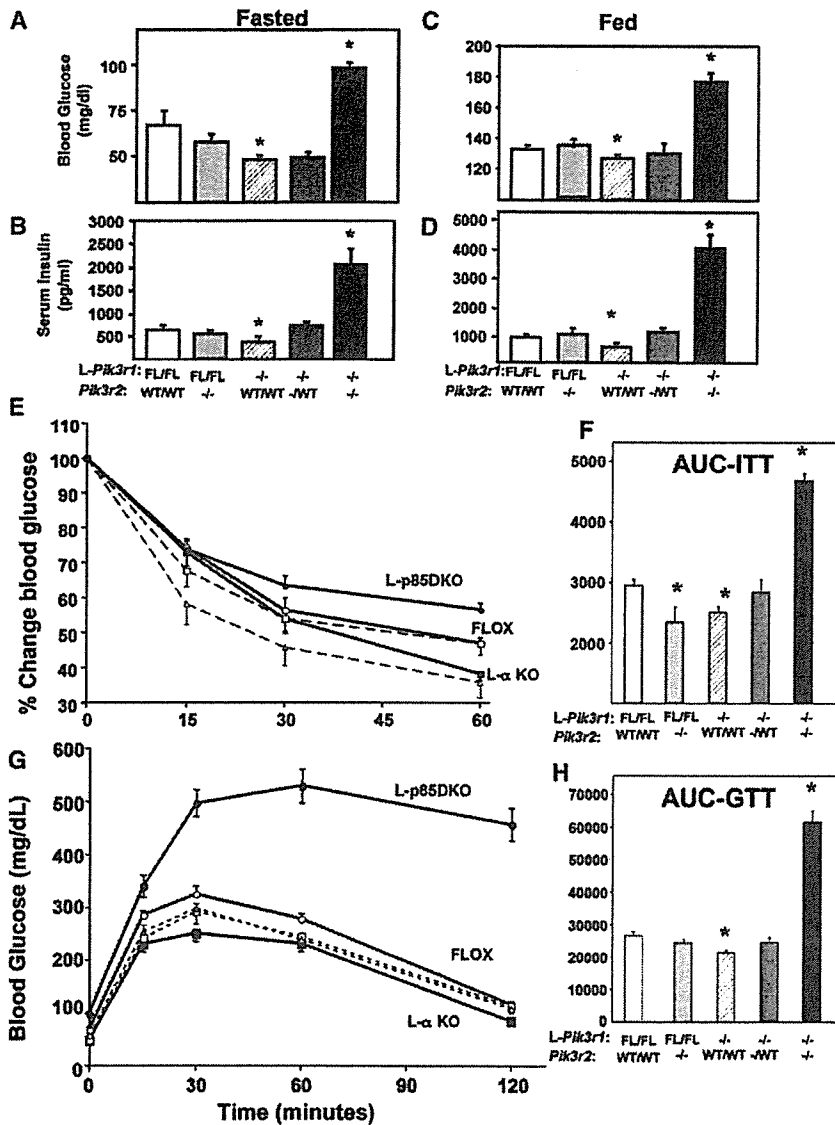 A Fasted
C Fed
Blood Glucose (mg/dl)
100
75
50
*
*
200
180
160
140
120
*
*
B
Serum Insulin (pg/ml)
3000
2500
2000
1500
1000
500
*
*
D
5000
4000
3000
2000
1000
*
*
L-Pik3r1: FL/FL FL/FL -/- -/- -/-
Pik3r2: WT/WT -/- WT/WT -/WT -/-
FL/FL FL/FL -/- -/- -/-
WT/WT -/- WT/WT -/WT -/-
E
% Change blood glucose
110
100
90
80
70
60
50
40
30
L-p85DKO
FLOX
L-α KO
0 15 30 45 60
F
AUC-ITT
5000
4000
3000
2000
* * *
L-Pik3r1: FL/FL FL/FL -/- -/- -/-
Pik3r2: WT/WT -/- WT/WT -/WT -/-
G
Blood Glucose (mg/dL)
600
500
400
300
200
100
0
L-p85DKO
FLOX
L-α KO
0 30 60 90 120
Time (minutes)
H
AUC-GTT
70000
60000
50000
40000
30000
20000
10000
0
* *
L-Pik3r1: FL/FL FL/FL -/- -/- -/-
Pik3r2: WT/WT -/- WT/WT -/WT -/-